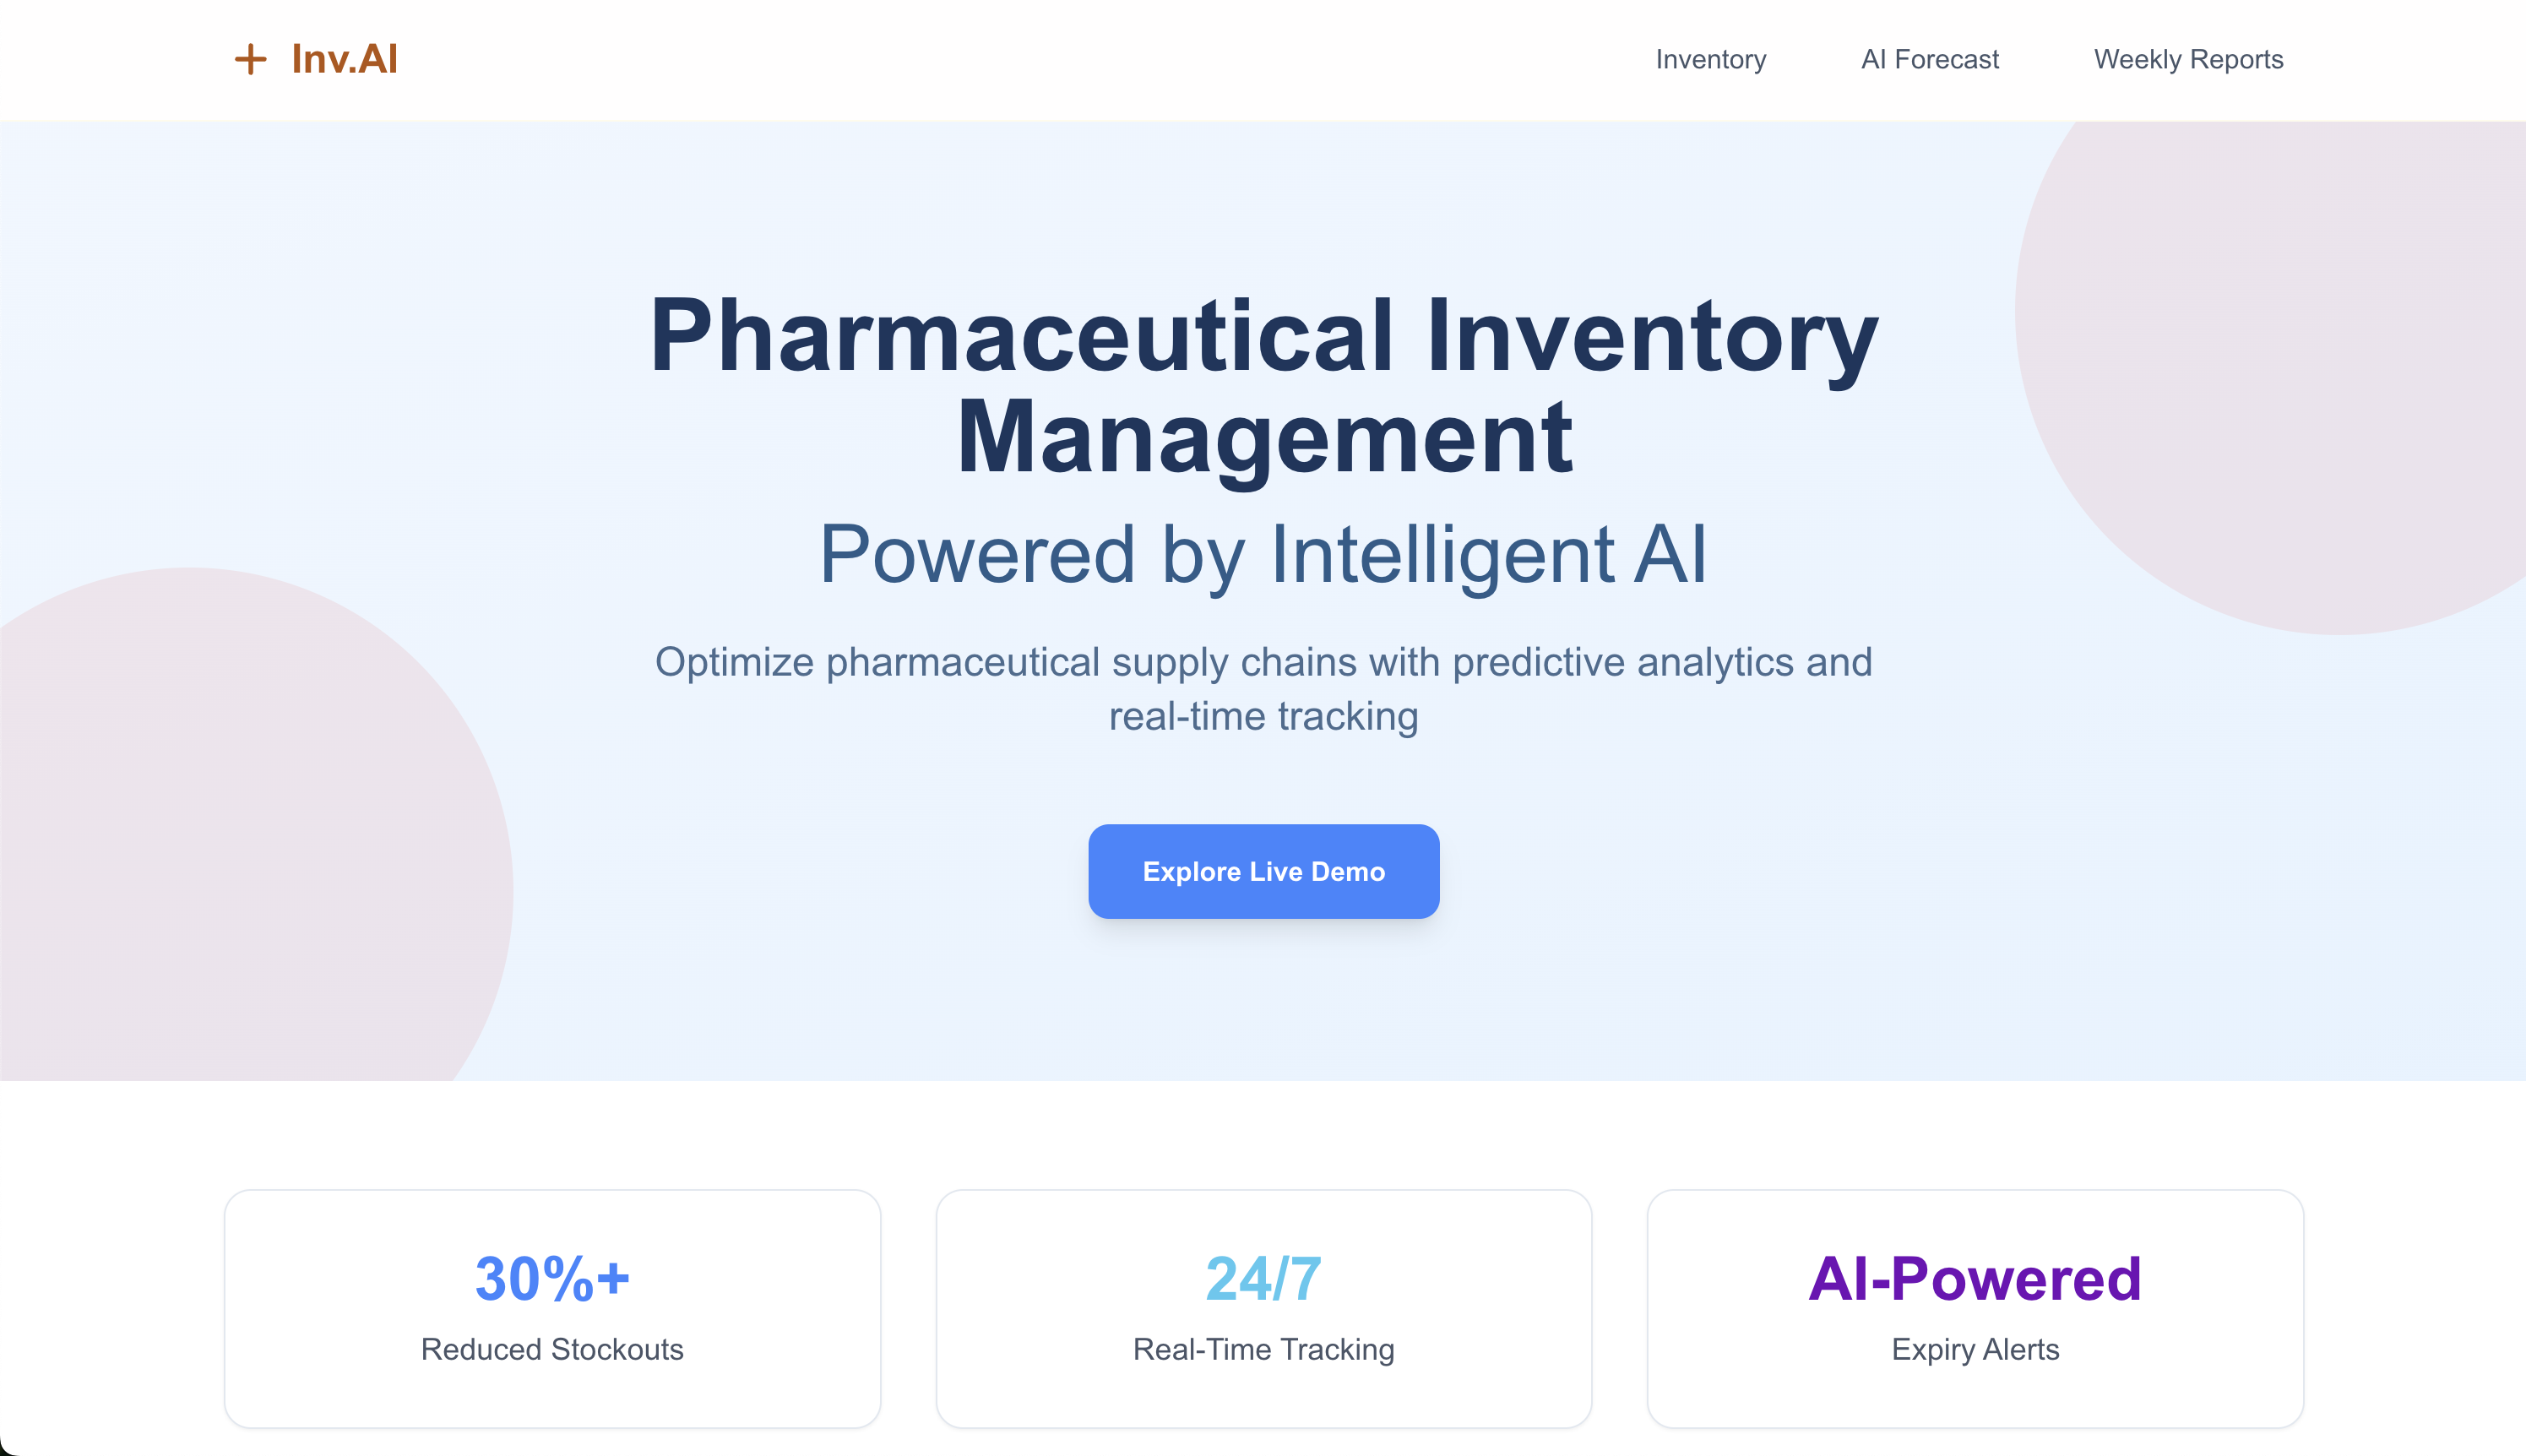 Inv.AI
Inventory
AI Forecast
Weekly Reports
Pharmaceutical Inventory
Management
Powered by Intelligent AI
Optimize pharmaceutical supply chains with predictive analytics and
real-time tracking
Explore Live Demo
30%+
Reduced Stockouts
24/7
Real-Time Tracking
AI-Powered
Expiry Alerts